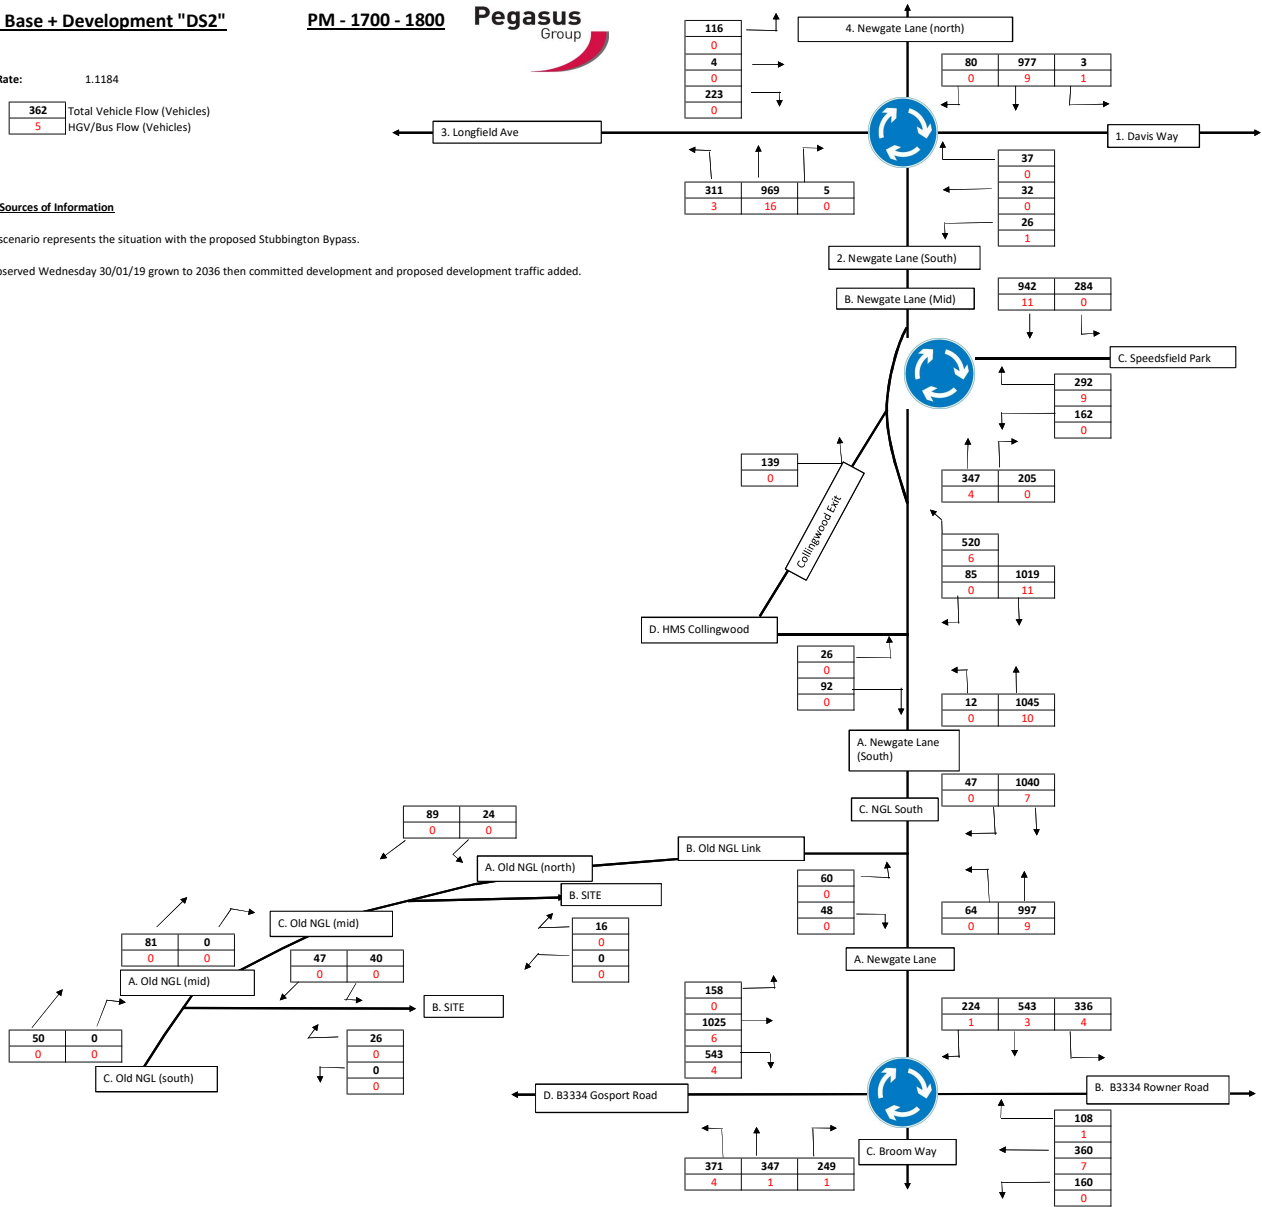 Base + Development "DS2"
PM - 1700 - 1800
Pegasus
Group
Rate: 1.1184
362 Total Vehicle Flow (Vehicles)
5 HGV/Bus Flow (Vehicles)
Sources of Information
scenario represents the situation with the proposed Stubbington Bypass.
served Wednesday 30/01/19 grown to 2036 then committed development and proposed development traffic added.
116
0
4
0
223
0
4. Newgate Lane (north)
80 977 3
0 9 1
3. Longfield Ave
1. Davis Way
311 969 5
3 16 0
37
0
32
0
26
1
2. Newgate Lane (South)
B. Newgate Lane (Mid)
942 284
11 0
C. Speedsfield Park
292
9
162
0
139
0
347 205
4 0
Collingwood Exit
520
6
85 1019
0 11
D. HMS Collingwood
26
0
92
0
12 1045
0 10
A. Newgate Lane
(South)
47 1040
0 7
C. NGL South
89 24
0 0
B. Old NGL Link
A. Old NGL (north)
B. SITE
60
0
48
0
64 997
0 9
C. Old NGL (mid)
16
0
0
0
81 0
0 0
47 40
0 0
A. Newgate Lane
A. Old NGL (mid)
B. SITE
158
0
1025
6
543
4
224 543 336
1 3 4
50 0
0 0
26
0
0
0
C. Old NGL (south)
D. B3334 Gosport Road
B. B3334 Rowner Road
108
1
360
7
160
0
C. Broom Way
371 347 249
4 1 1